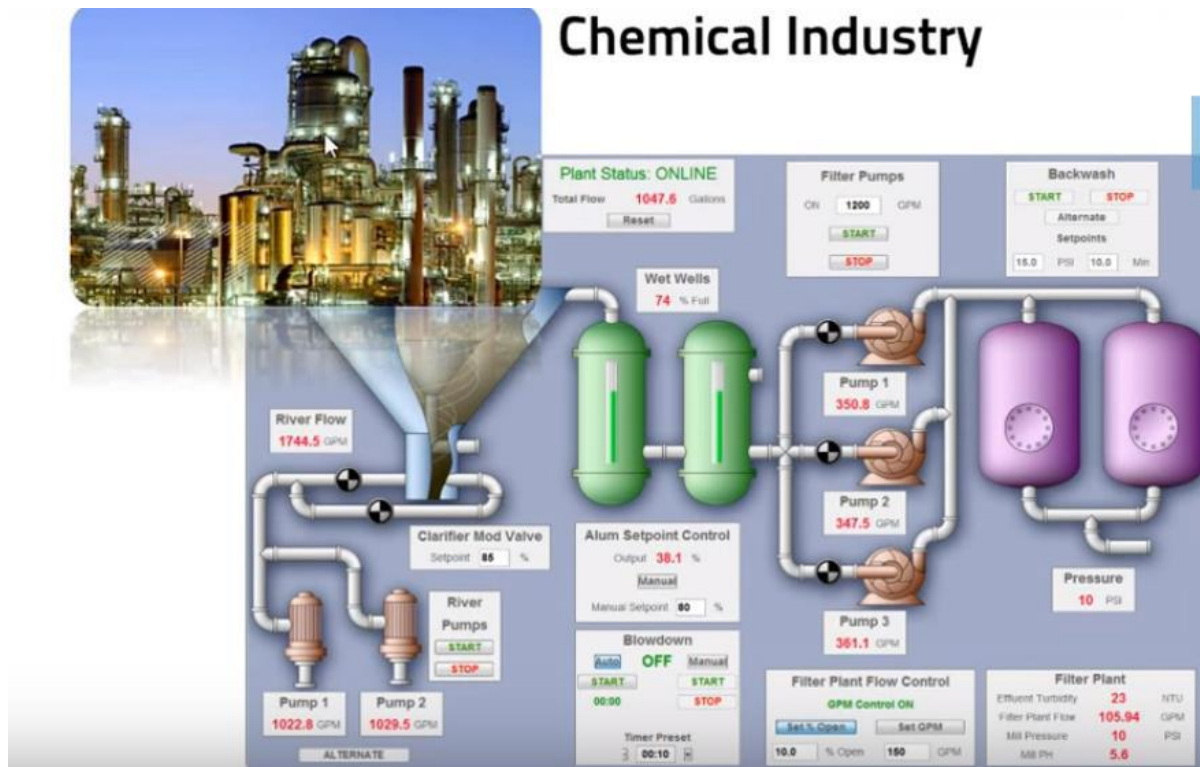 Chemical Industry
Plant Status: ONLINE
Total Flow 1047.6 Gallons
Reset
Filter Pumps
ON 1200 GPM
START
STOP
Backwash
START STOP
Alternate
Setpoints
15.0 PSI 10.0 Min
Wet Wells
74 % Full
River Flow
1744.5 GPM
Pump 1
350.8 GPM
Pump 2
347.5 GPM
Pump 3
361.1 GPM
Clarifier Mod Valve
Setpoint 85 %
Alum Setpoint Control
Output 38.1 %
Manual
Manual Setpoint 80 %
Pressure
10 PSI
River
Pumps
START
STOP
Pump 1
1022.8 GPM
Pump 2
1029.5 GPM
ALTERNATE
Blowdown
Auto OFF Manual
START START
00:00 STOP
Timer Preset
00:10
Filter Plant Flow Control
GPM Control ON
Set % Open Set GPM
10.0 % Open 150 GPM
Filter Plant
Effluent Turbidity 23 NTU
Filter Plant Flow 105.94 GPM
Mill Pressure 10 PSI
Mill PH 5.6